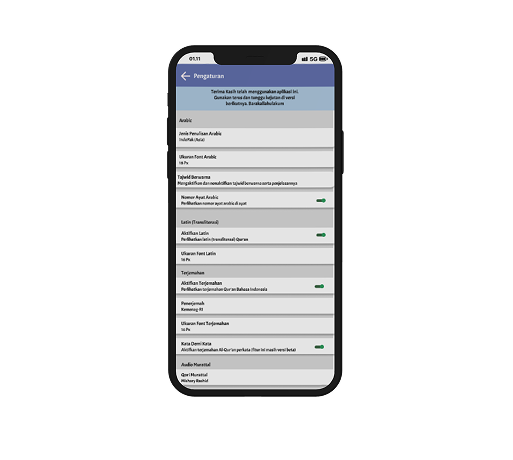 01.11
5G
Pengaturan
Terima Kasih telah menggunakan aplikasi ini.
Gunakan terus dan tunggu kejutan di versi
berikutnya. Barakallahulakum
Arabic
Jenis Penulisan Arabic
IndoPak (Asia)
Ukuran Font Arabic
18 Px
Tajwid Berwarna
Mengaktifkan dan nonaktifkan tajwid berwarna serta penjelasannya
Nomor Ayat Arabic
Perlihatkan nomor ayat arabic di ayat
Latin (Transliterasi)
Aktifkan Latin
Perlihatkan latin (transliterasi) Quran
Ukuran Font Latin
16 Px
Terjemahan
Aktifkan Terjemahan
Perlihatkan terjemahan Qur'an Bahasa Indonesia
Penerjemah
Kemenag-RI
Ukuran Font Terjemahan
16 Px
Kata Demi Kata
Aktifkan terjemahan Al-Qur'an perkata (fitur ini masih versi beta)
Audio Murattal
Qori Murattal
Mishary Rashid